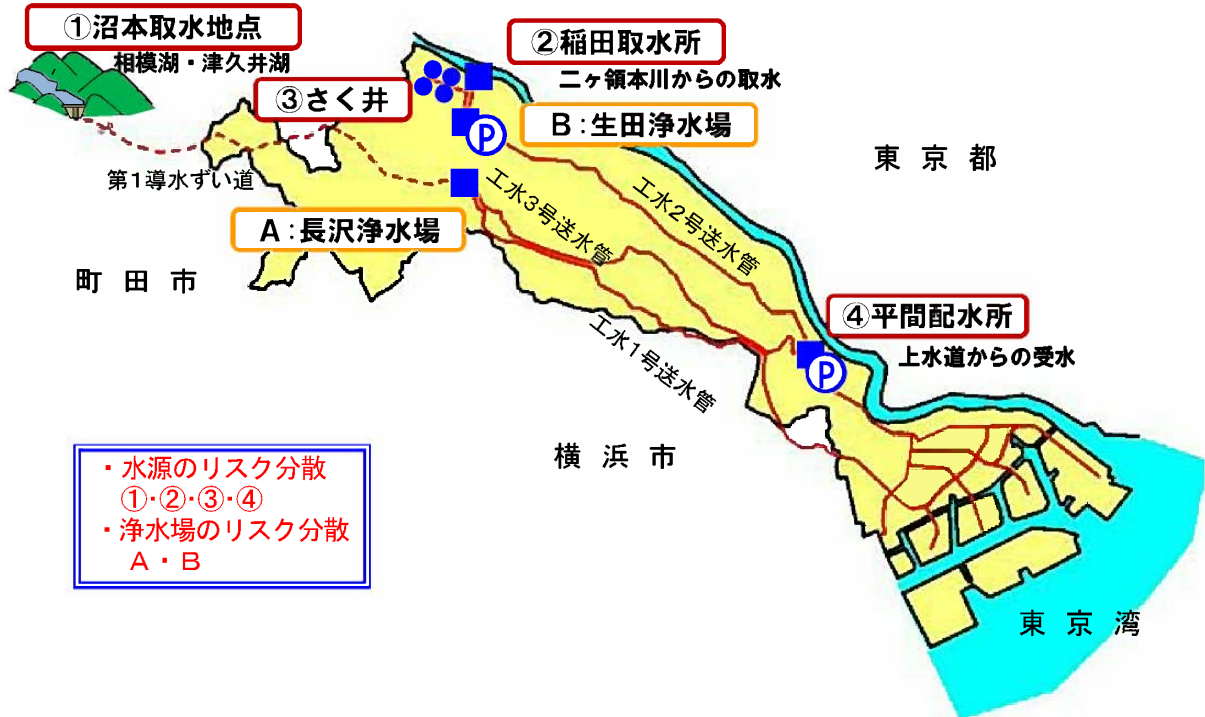 ①沼本取水地点
相模湖・津久井湖
②稲田取水所
二ヶ領本川からの取水
③さく井
B：生田浄水場
P
東京都
第1導水ずい道
工水3号送水管
工水2号送水管
A：長沢浄水場
町田市
④平間配水所
上水道からの受水
P
工水1号送水管
横浜市
・水源のリスク分散
①・②・③・④
・浄水場のリスク分散
A・B
東京湾